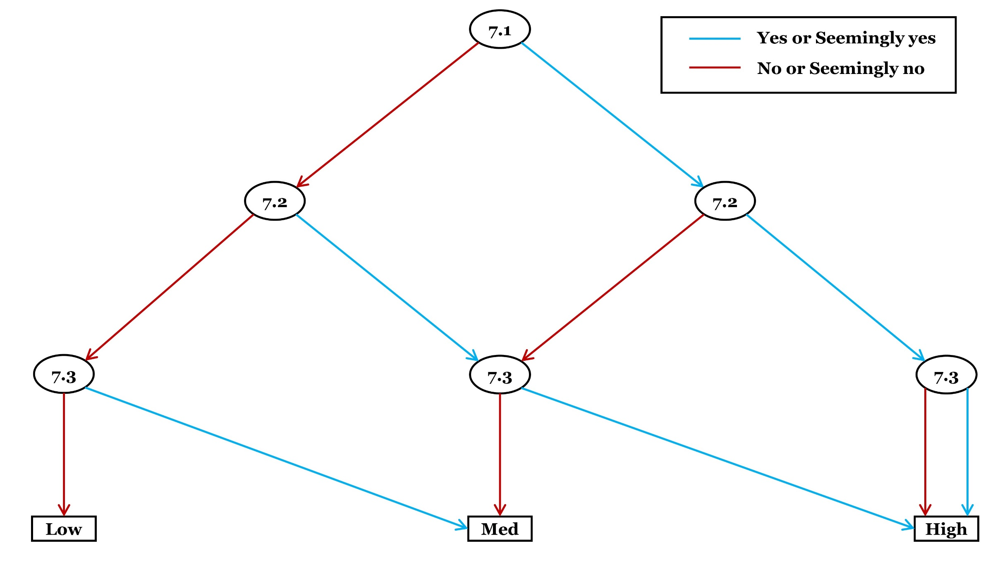 7.1
Yes or Seemingly yes
No or Seemingly no
7.2
7.2
7.3
7.3
7.3
Low
Med
High